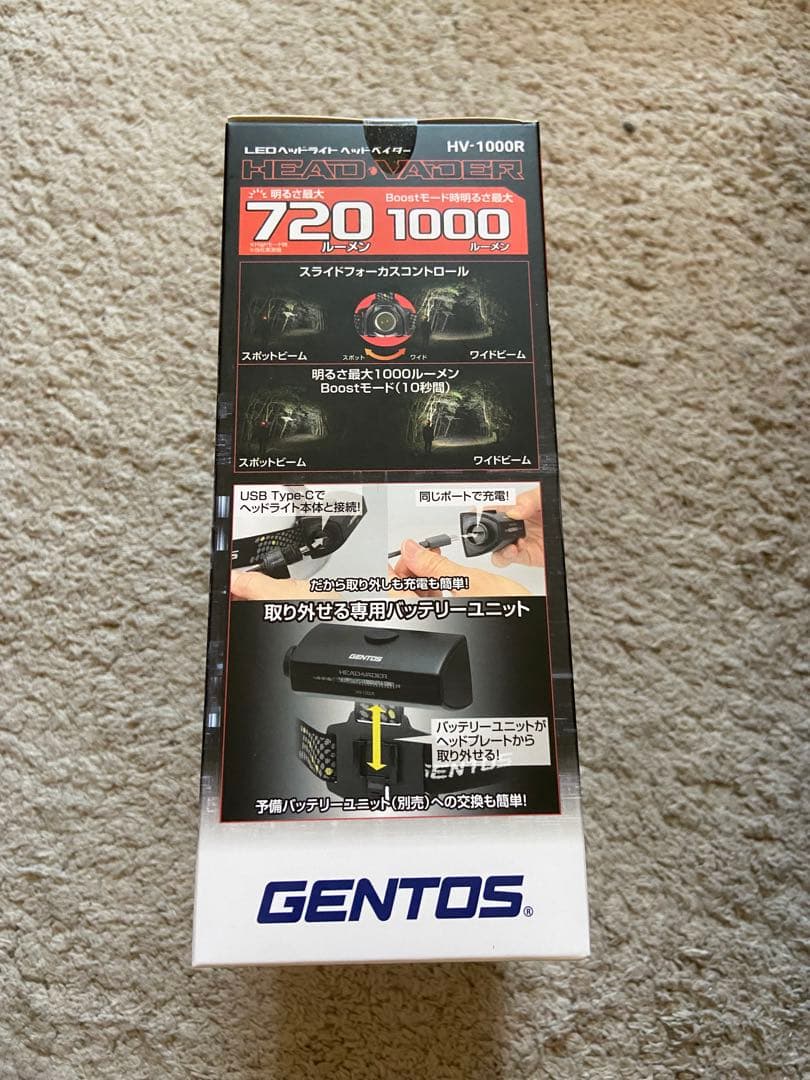 LEDヘッドライト ヘッドベイダー HV-1000R
HEAD・VADER
明るさ最大
720
ルーメン
Boostモード時明るさ最大
1000
ルーメン
スライドフォーカスコントロール
スポットビーム
スポット
ワイド
ワイドビーム
明るさ最大1000ルーメン
Boostモード(10秒間)
スポットビーム
ワイドビーム
USB Type-Cで
ヘッドライト本体と接続!
同じポートで充電!
だから取り外しも充電も簡単!
取り外せる専用バッテリーユニット
GENTOS
HEAD・VADER
バッテリーユニットが
ヘッドプレートから
取り外せる!
GENTOS
予備バッテリーユニット(別売)への交換も簡単!
GENTOS®